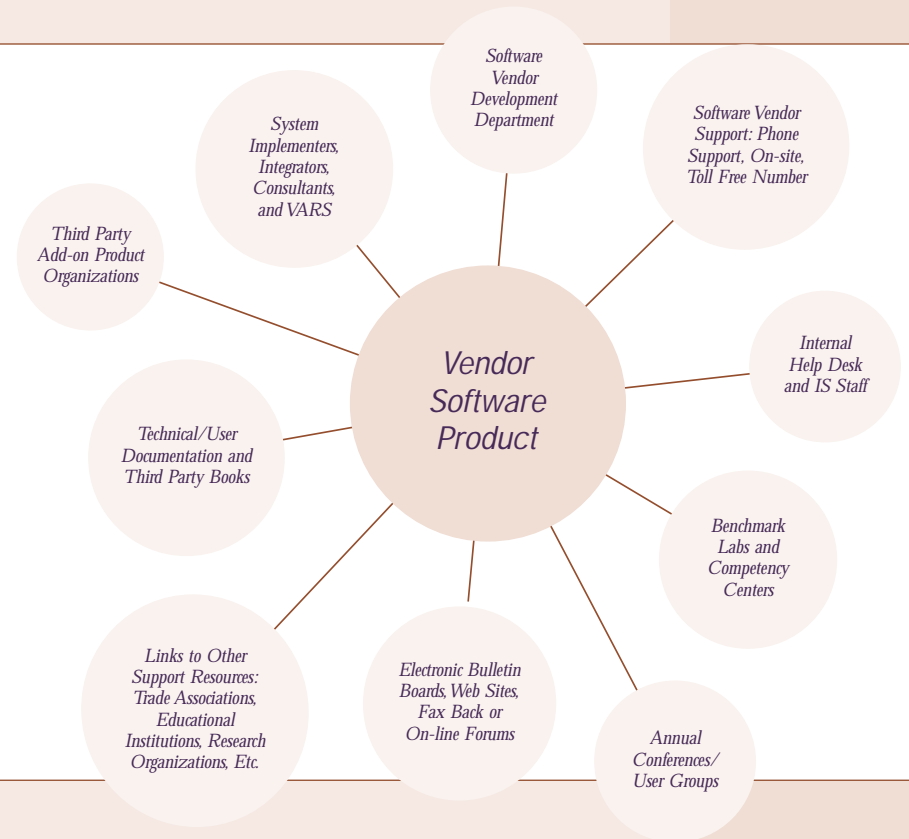 Software
Vendor
Development
Department
Software Vendor
Support: Phone
Support, On-site,
Toll Free Number
System
Implementers,
Integrators,
Consultants,
and VARS
Third Party
Add-on Product
Organizations
Internal
Help Desk
and IS Staff
Vendor
Software
Product
Technical/User
Documentation and
Third Party Books
Benchmark
Labs and
Competency
Centers
Links to Other
Support Resources:
Trade Associations,
Educational
Institutions, Research
Organizations, Etc.
Electronic Bulletin
Boards, Web Sites,
Fax Back or
On-line Forums
Annual
Conferences/
User Groups